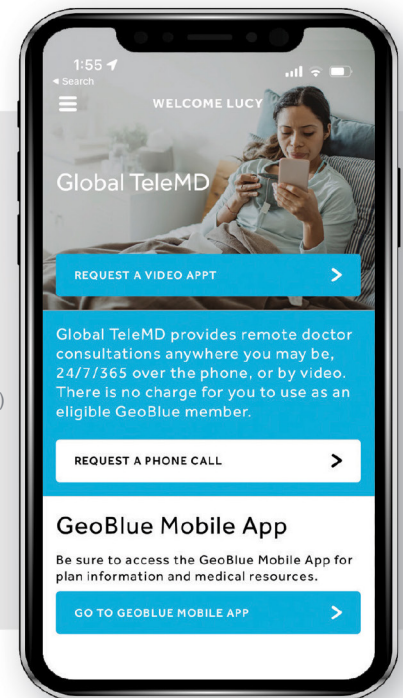 1:55
Search
WELCOME LUCY
Global TeleMD
REQUEST A VIDEO APPT
Global TeleMD provides remote doctor
consultations anywhere you may be,
24/7/365 over the phone, or by video.
There is no charge for you to use as an
eligible GeoBlue member.
)
REQUEST A PHONE CALL
GeoBlue Mobile App
Be sure to access the GeoBlue Mobile App for
plan information and medical resources.
GO TO GEOBLUE MOBILE APP